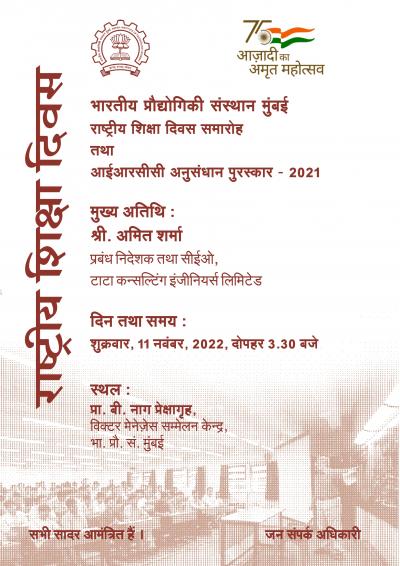 आज़ादी का
अमृत महोत्सव
राष्ट्रीय शिक्षा दिवस
भारतीय प्रौद्योगिकी संस्थान मुंबई
राष्ट्रीय शिक्षा दिवस समारोह
तथा
आईआरसीसी अनुसंधान पुरस्कार - 2021
मुख्य अतिथि :
श्री. अमित शर्मा
प्रबंध निदेशक तथा सीईओ,
टाटा कन्सल्टिंग इंजीनियर्स लिमिटेड
दिन तथा समय :
शुक्रवार, 11 नवंबर, 2022, दोपहर 3.30 बजे
स्थल :
प्रा. बी. नाग प्रेक्षागृह,
विक्टर मेनेज़ेस सम्मेलन केन्द्र,
भा. प्रौ. सं. मुंबई
सभी सादर आमंत्रित हैं ।
जन संपर्क अधिकारी